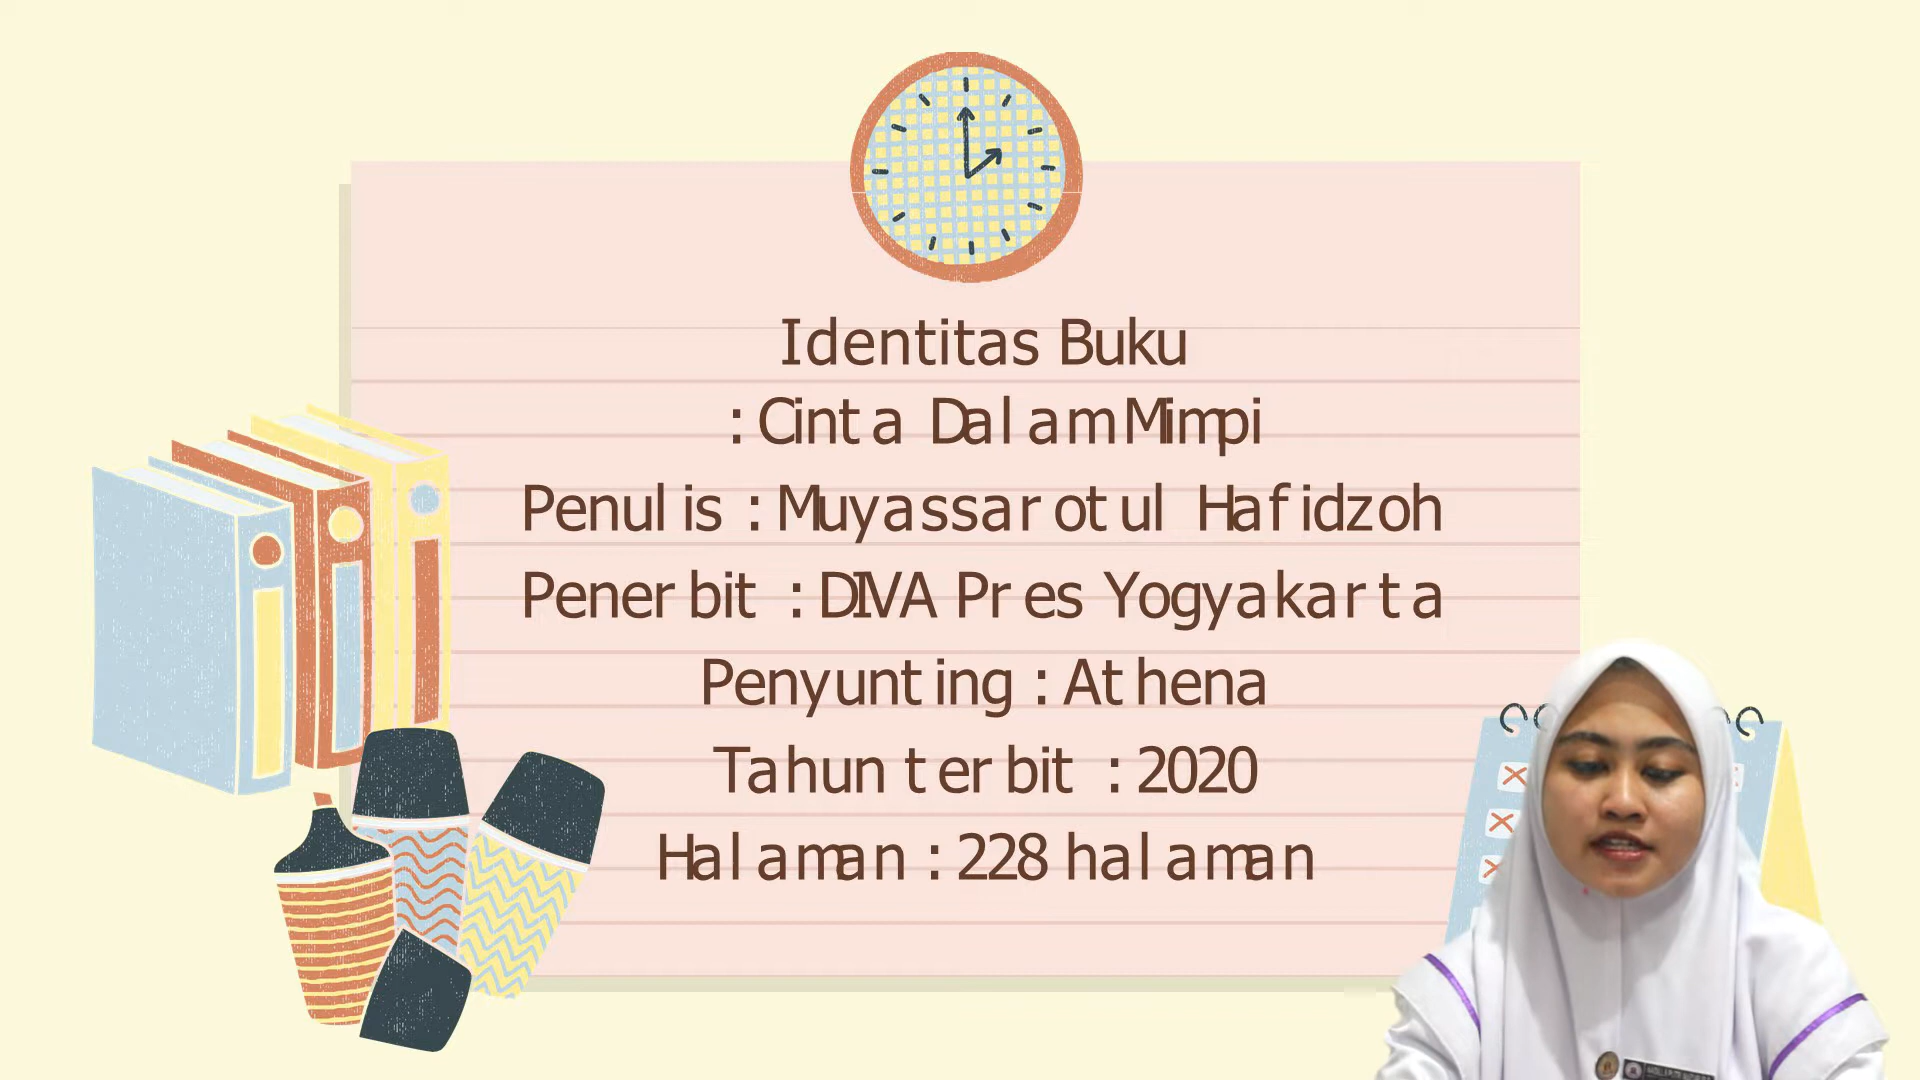 Identitas Buku
: Cinta Dalam Mimpi
Penulis : Muyassarotul Hafidzoh
Penerbit : DIVA Pres Yogyakarta
Penyunting : Athena
Tahun terbit : 2020
Halaman : 228 halaman